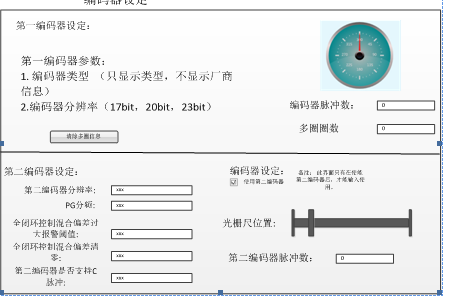 编码器设定
第一编码器设定:
第一编码器参数:
1. 编码器类型 （只显示类型，不显示厂商
信息）
2.编码器分辨率（17bit，20bit，23bit）
清除多圈信息
编码器脉冲数:
0
多圈圈数
0
第二编码器设定:
第二编码器分辨率:
xxx
PG分频:
xxx
全闭环控制混合偏差过
大报警阈值:
xxx
全闭环控制混合偏差清
零:
xxx
第二编码器是否支持C
脉冲:
xxx
编码器设定:
使用第二编码器
备注: 此界面只有在使能
第二编码器后，才能输入使
用。
光栅尺位置:
第二编码器脉冲数:
0